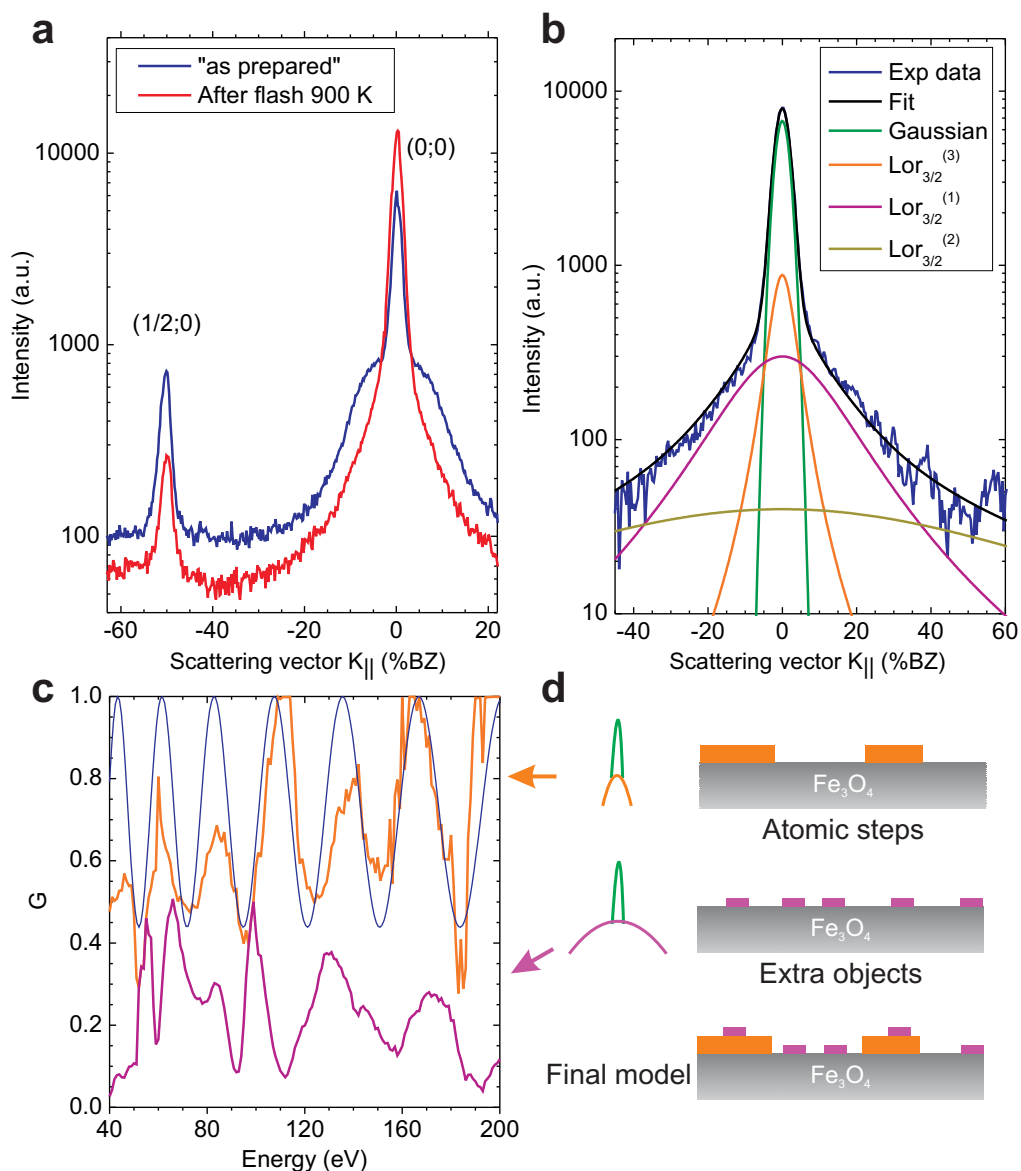 a
"as prepared"
After flash 900 K
(0;0)
(1/2;0)
10000
1000
100
Intensity (a.u.)
-60 -40 -20 0 20
Scattering vector K|| (%BZ)
b
Exp data
Fit
Gaussian
Lor3/2(3)
Lor3/2(1)
Lor3/2(2)
10000
1000
100
10
Intensity (a.u.)
-40 -20 0 20 40 60
Scattering vector K|| (%BZ)
c
1.0
0.8
0.6
0.4
0.2
0.0
G
40 80 120 160 200
Energy (eV)
d
Fe3O4
Atomic steps
Fe3O4
Extra objects
Final model
Fe3O4